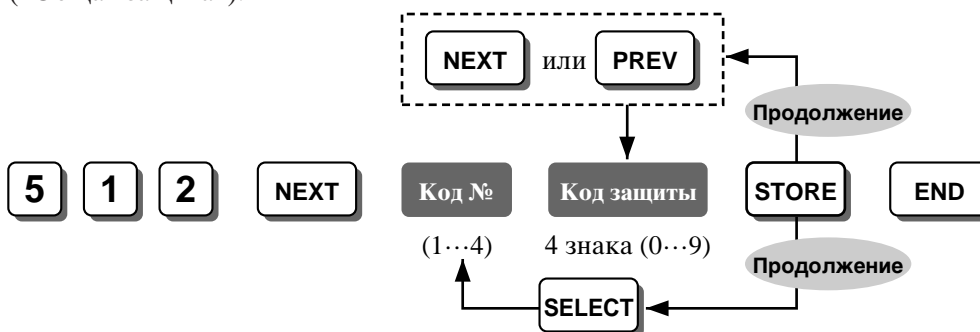 NEXT или PREV
Продолжение
5 1 2 NEXT Код № Код защиты STORE END
(1···4) 4 знака (0···9)
Продолжение
SELECT